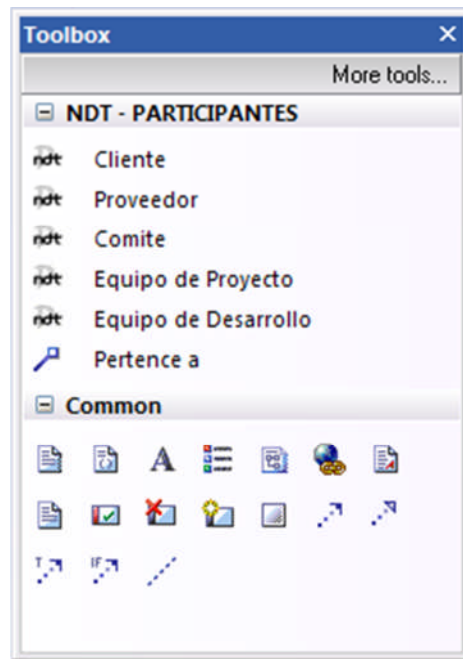 Toolbox
More tools...
NDT - PARTICIPANTES
ndt Cliente
ndt Proveedor
ndt Comite
ndt Equipo de Proyecto
ndt Equipo de Desarrollo
Pertence a
Common
A
T IF